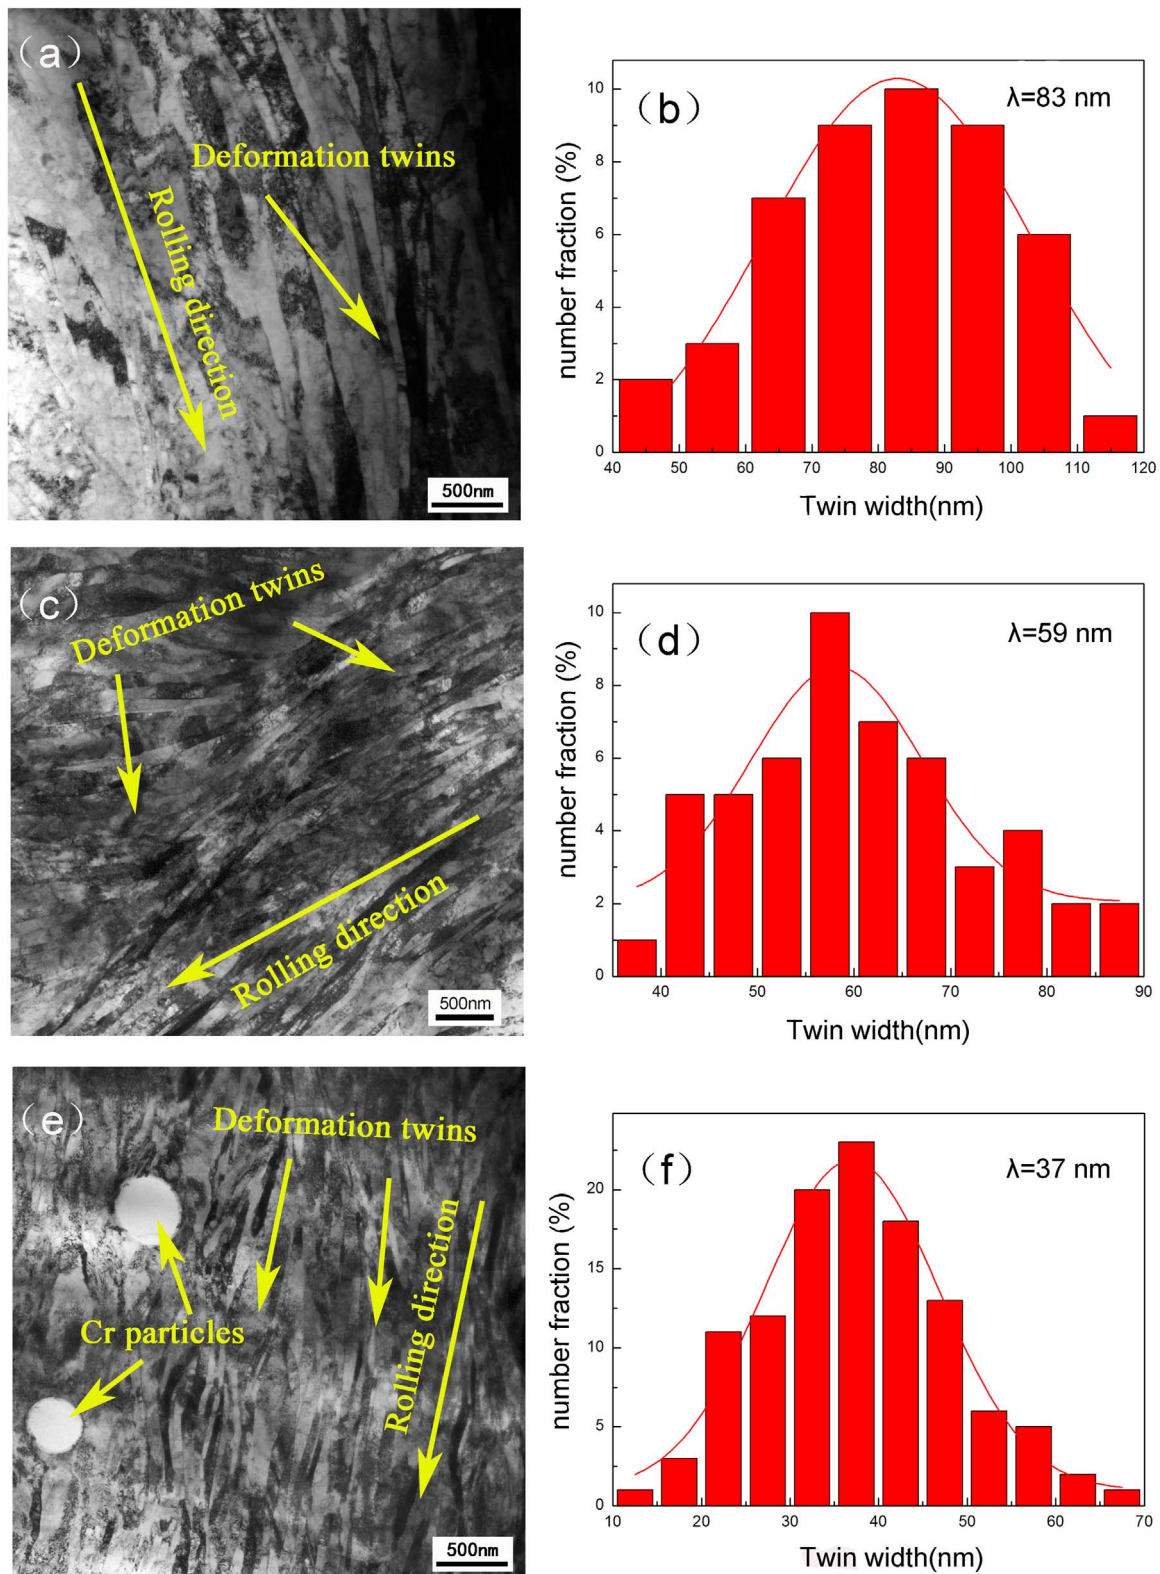 （a）
Deformation twins
Rolling direction
500nm
（b）
λ=83 nm
number fraction (%)
10
8
6
4
2
0
40 50 60 70 80 90 100 110 120
Twin width(nm)
（c）
Deformation twins
Rolling direction
500nm
（d）
λ=59 nm
number fraction (%)
10
8
6
4
2
0
40 50 60 70 80 90
Twin width(nm)
（e）
Deformation twins
Cr particles
Rolling direction
500nm
（f）
λ=37 nm
number fraction (%)
20
15
10
5
0
10 20 30 40 50 60 70
Twin width(nm)